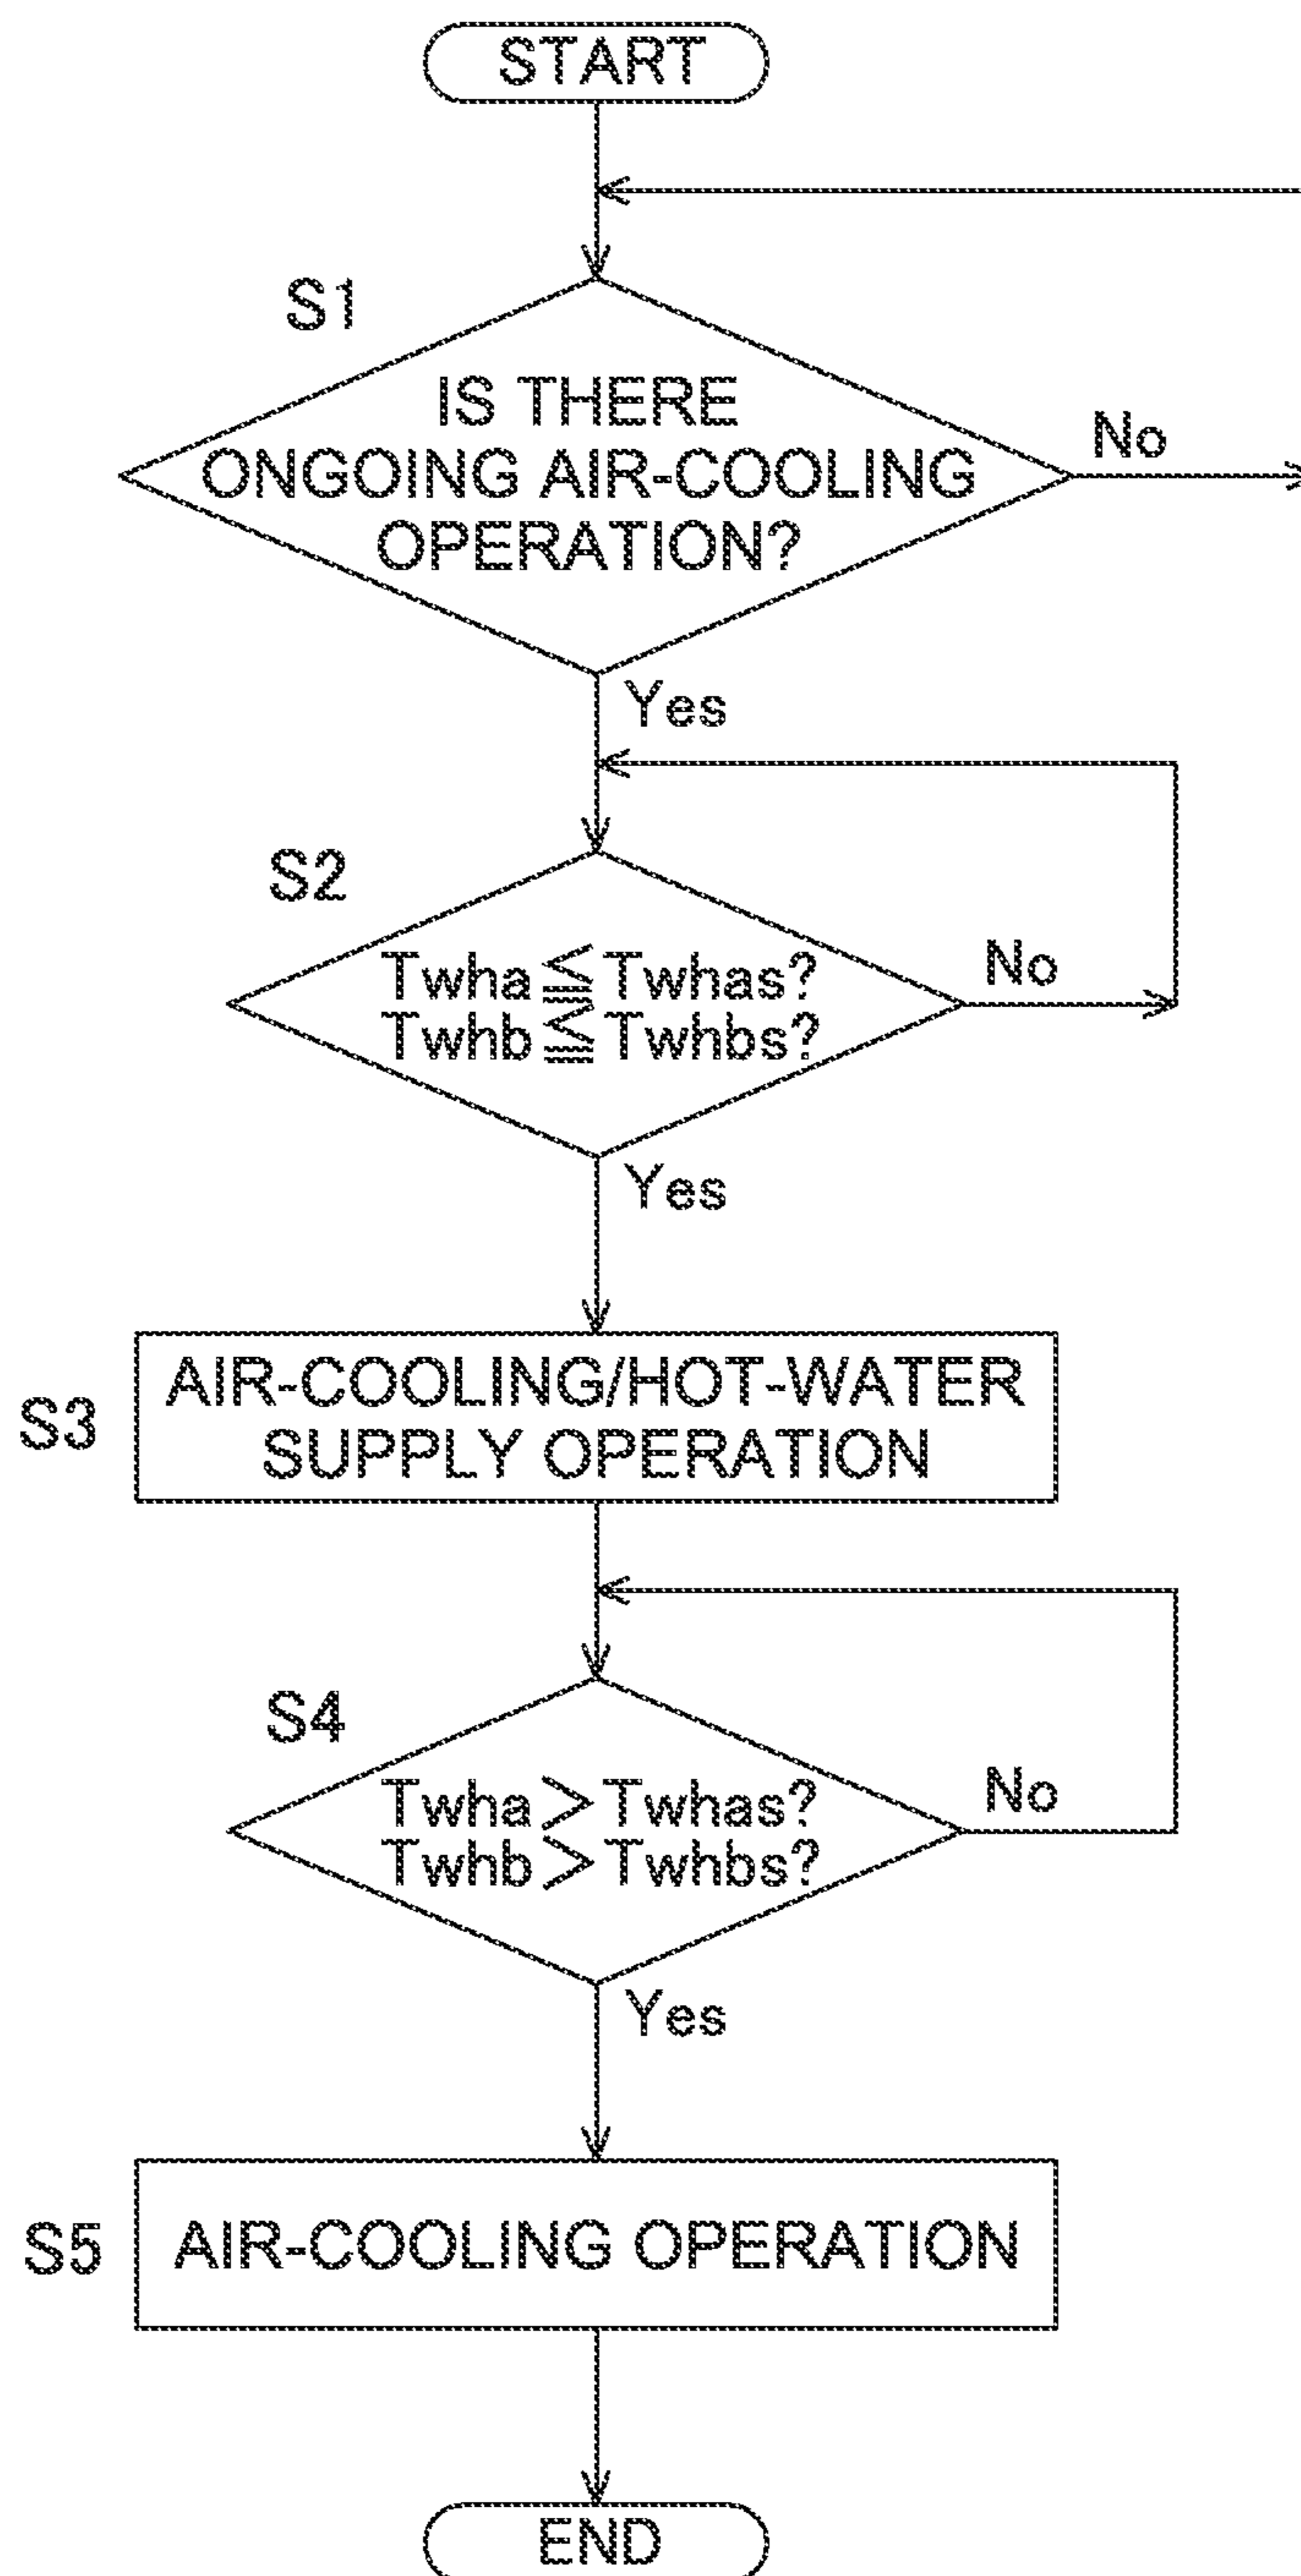 START
S1
IS THERE
ONGOING AIR-COOLING
OPERATION?
No
Yes
S2
Twha≦Twhas?
Twhb≦Twhbs?
No
Yes
S3
AIR-COOLING/HOT-WATER
SUPPLY OPERATION
S4
Twha>Twhas?
Twhb>Twhbs?
No
Yes
S5
AIR-COOLING OPERATION
END